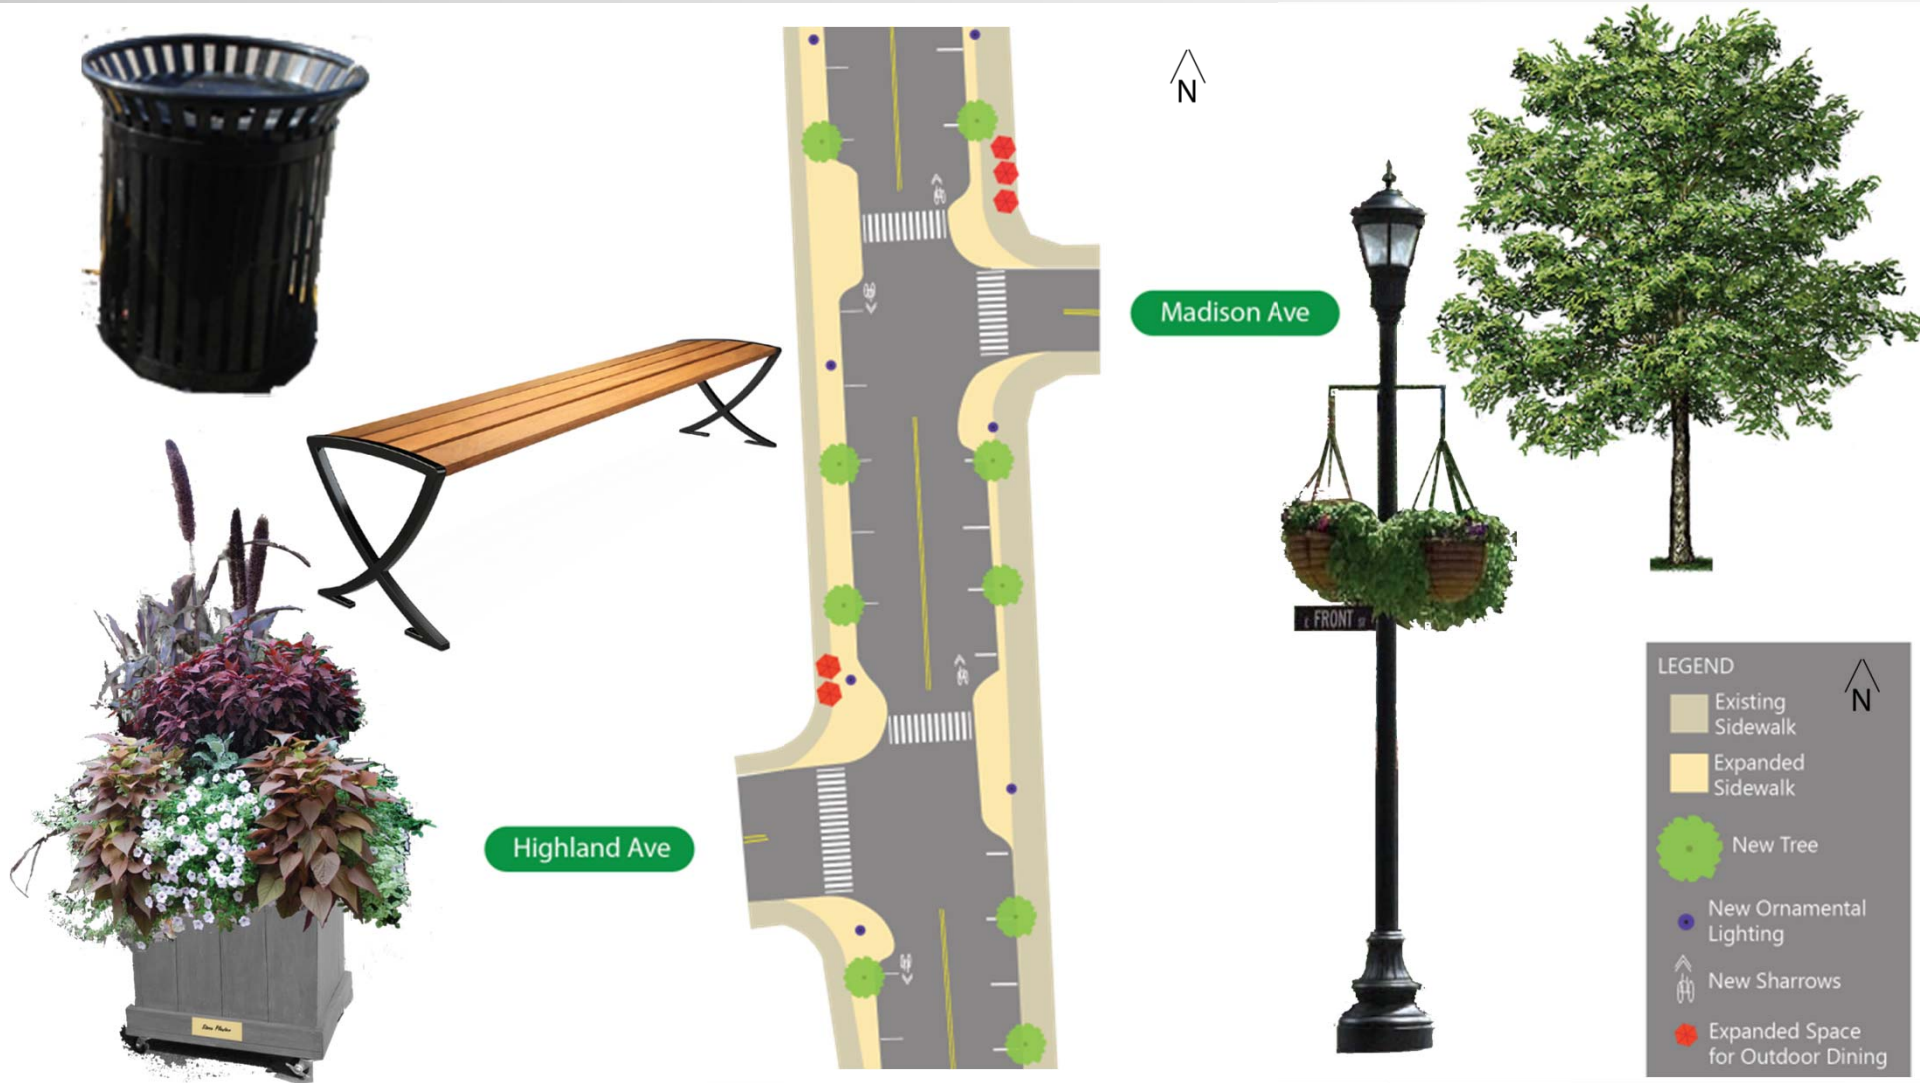 N
Madison Ave
E FRONT ST
Highland Ave
LEGEND
N
Existing
Sidewalk
Expanded
Sidewalk
New Tree
New Ornamental
Lighting
New Sharrows
Expanded Space
for Outdoor Dining